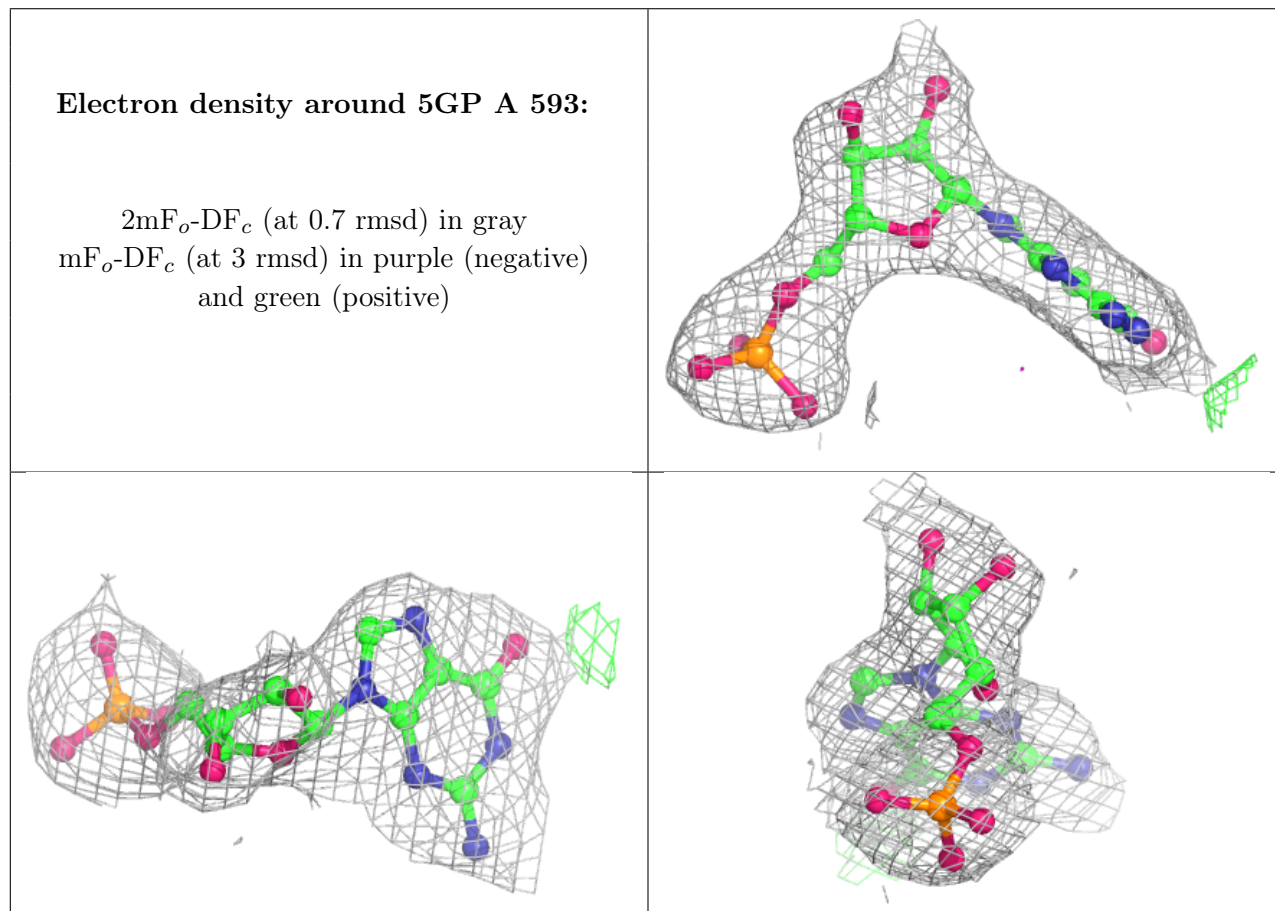 Electron density around 5GP A 593:
2mFₒ-DF𝒸 (at 0.7 rmsd) in gray
mFₒ-DF𝒸 (at 3 rmsd) in purple (negative)
and green (positive)